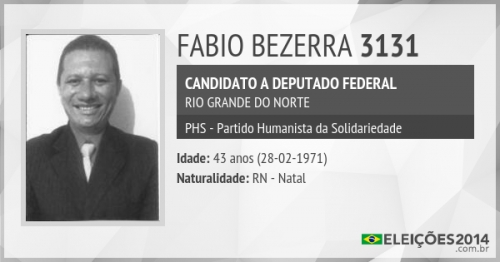 FABIO BEZERRA 3131
CANDIDATO A DEPUTADO FEDERAL
RIO GRANDE DO NORTE
PHS - Partido Humanista da Solidariedade
Idade: 43 anos (28-02-1971)
Naturalidade: RN - Natal
ELEIÇÕES2014
.com.br